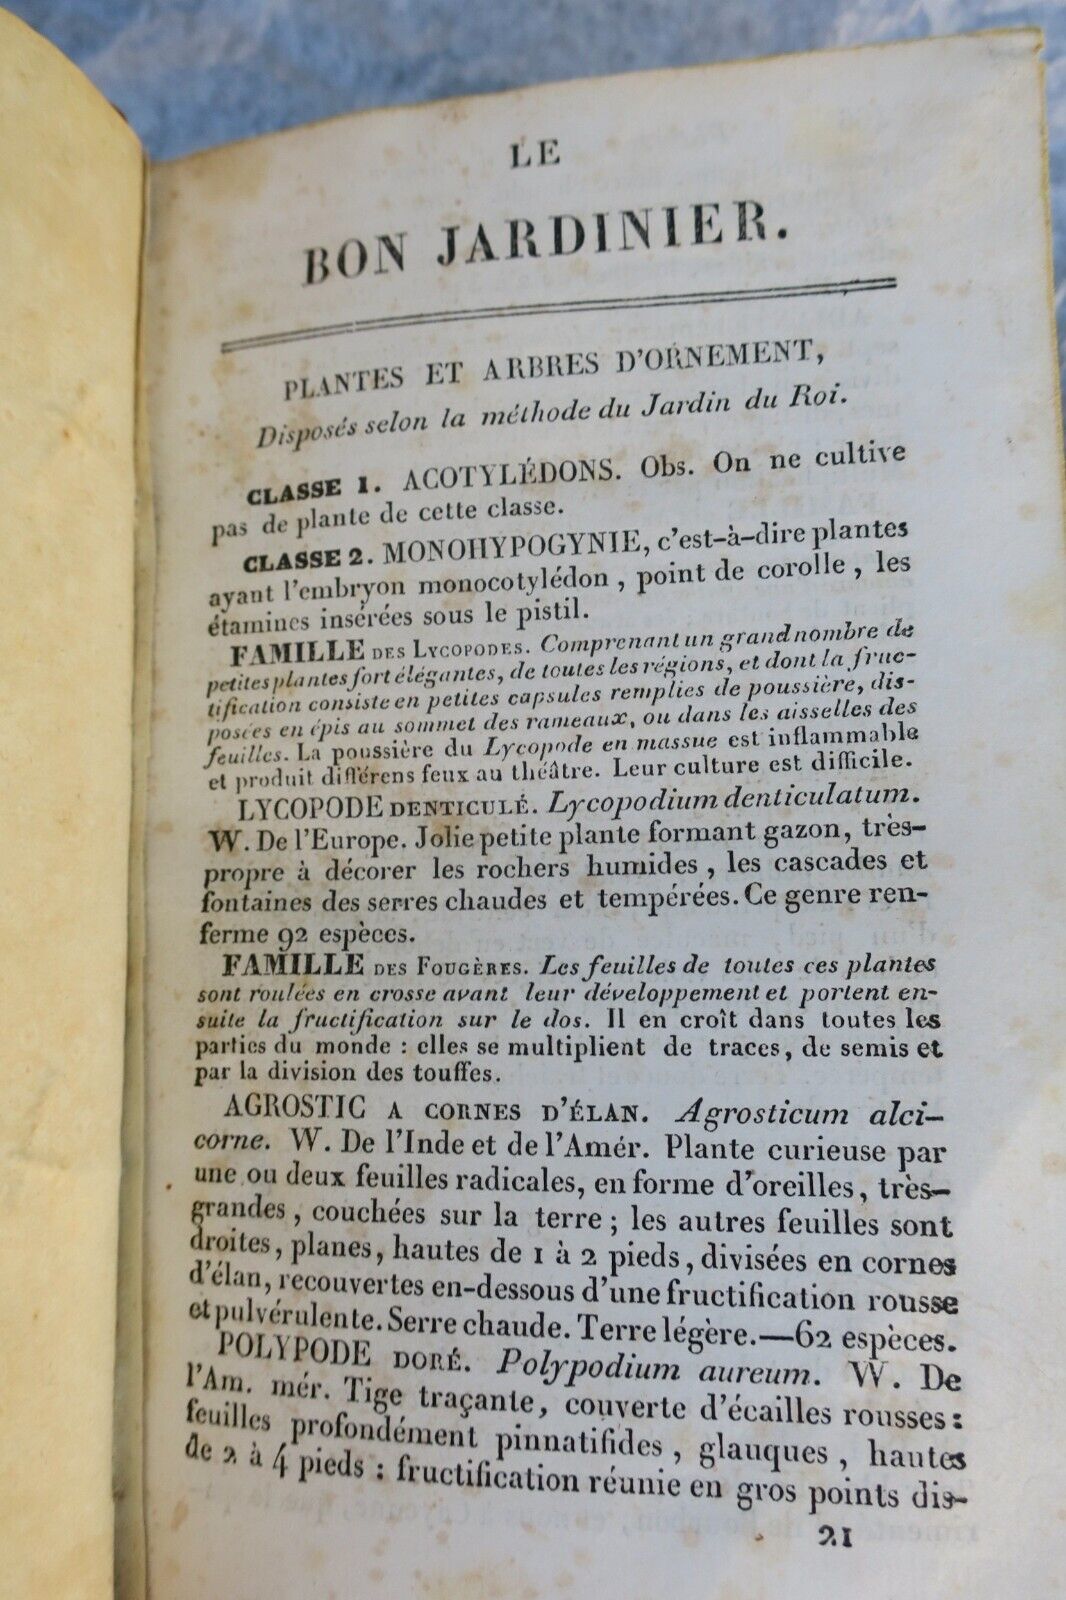 LE
BON JARDINIER.
PLANTES ET ARBRES D'ORNEMENT,
Disposés selon la méthode du Jardin du Roi.
CLASSE 1. ACOTYLÉDONS. Obs. On ne cultive
pas de plante de cette classe.
CLASSE 2. MONOHYPOGYNIE, c'est-à-dire plantes
ayant l'embryon monocotylédon, point de corolle, les
étamines insérées sous le pistil.
FAMILLE DES LYCOPODES. Comprenant un grand nombre de
petites plantes fort élégantes, de toutes les régions, et dont la fruc-
tification consiste en petites capsules remplies de poussière, dis-
posées en épis au sommet des rameaux, ou dans les aisselles des
feuilles. La poussière du Lycopode en massue est inflammable
et produit différens feux au théâtre. Leur culture est difficile.
LYCOPODE DENTICULÉ. Lycopodium denticulatum.
W. De l'Europe. Jolie petite plante formant gazon, très-
propre à décorer les rochers humides, les cascades et
fontaines des serres chaudes et tempérées. Ce genre ren-
ferme 92 espèces.
FAMILLE DES FOUGÈRES. Les feuilles de toutes ces plantes
sont roulées en crosse avant leur développement et portent en-
suite la fructification sur le dos. Il en croît dans toutes les
parties du monde : elles se multiplient de traces, de semis et
par la division des touffes.
AGROSTIC A CORNES D'ÉLAN. Agrosticum alci-
corne. W. De l'Inde et de l'Amér. Plante curieuse par
une ou deux feuilles radicales, en forme d'oreilles, très-
grandes, couchées sur la terre ; les autres feuilles sont
droites, planes, hautes de 1 à 2 pieds, divisées en cornes
d'élan, recouvertes en-dessous d'une fructification rousse
et pulvérulente. Serre chaude. Terre légère.—62 espèces.
POLYPODE DORÉ. Polypodium aureum. W. De
l'Am. mér. Tige traçante, couverte d'écailles rousses :
feuilles profondément pinnatifides, glauques, hautes
de 2 à 4 pieds : fructification réunie en gros points dis-
21